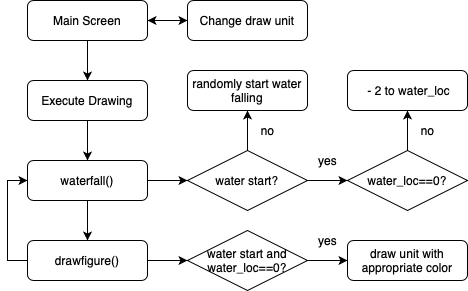 Main Screen
Change draw unit
Execute Drawing
randomly start water
falling
- 2 to water_loc
no
no
waterfall()
water start?
yes
water_loc==0?
drawfigure()
water start and
water_loc==0?
yes
draw unit with
appropriate color